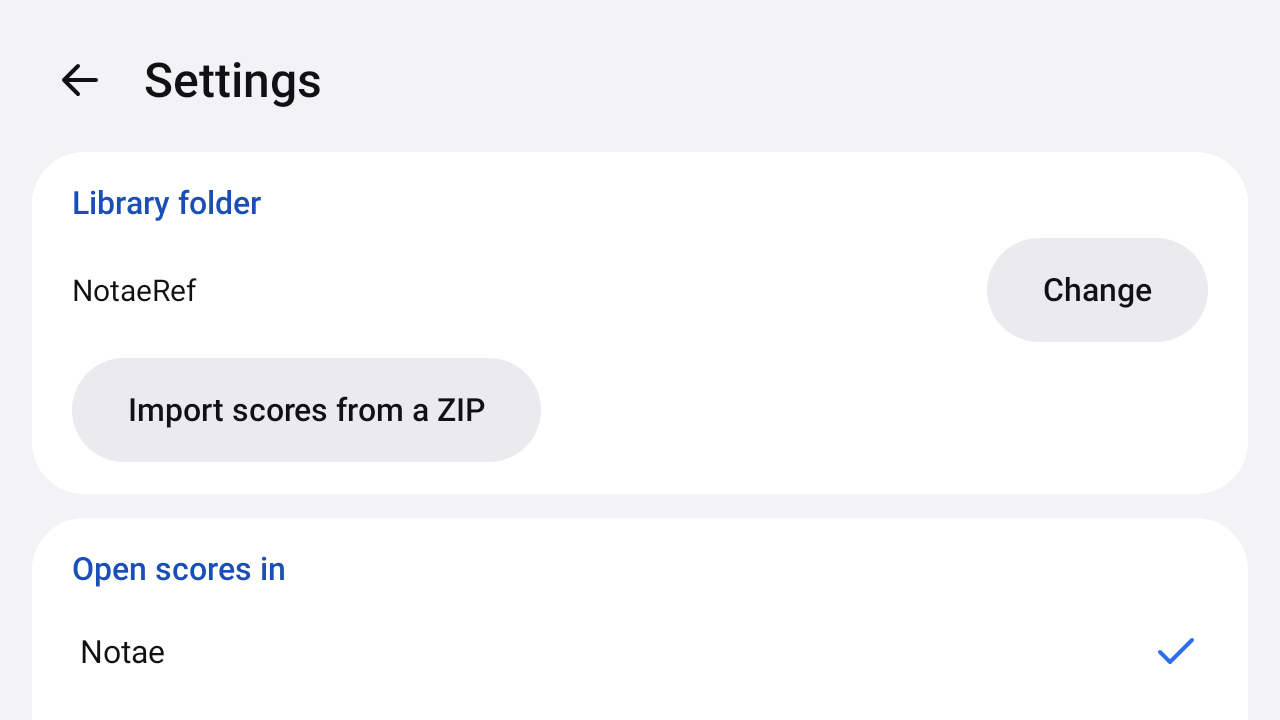 Settings
Library folder
NotaeRef
Change
Import scores from a ZIP
Open scores in
Notae